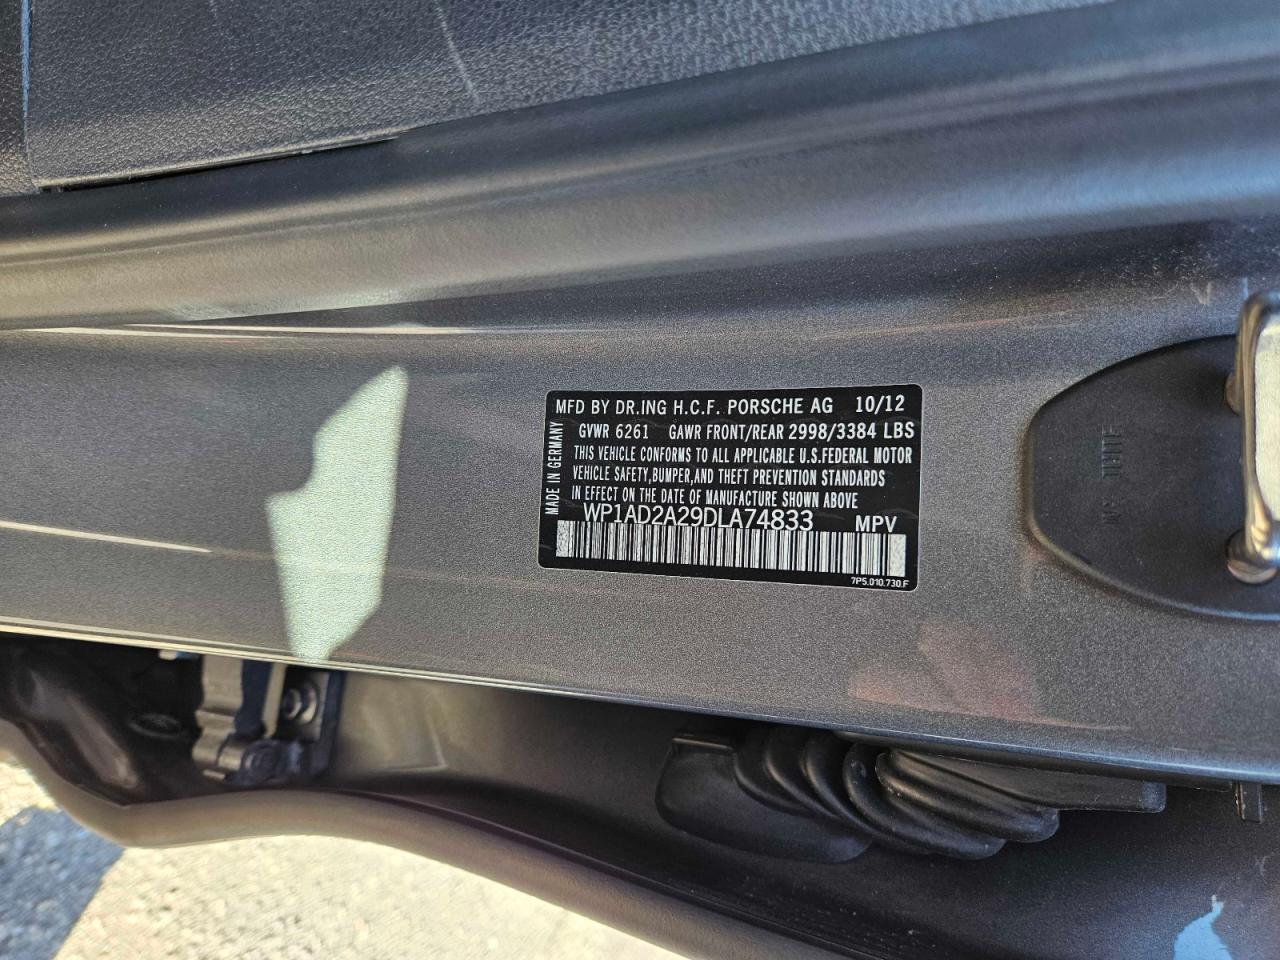 MFD BY DR.ING H.C.F. PORSCHE AG 10/12
GVWR 6261 GAWR FRONT/REAR 2998/3384 LBS
THIS VEHICLE CONFORMS TO ALL APPLICABLE U.S.FEDERAL MOTOR
VEHICLE SAFETY,BUMPER,AND THEFT PREVENTION STANDARDS
IN EFFECT ON THE DATE OF MANUFACTURE SHOWN ABOVE
WP1AD2A29DLA74833 MPV
7P5.010.730.F
MADE IN GERMANY